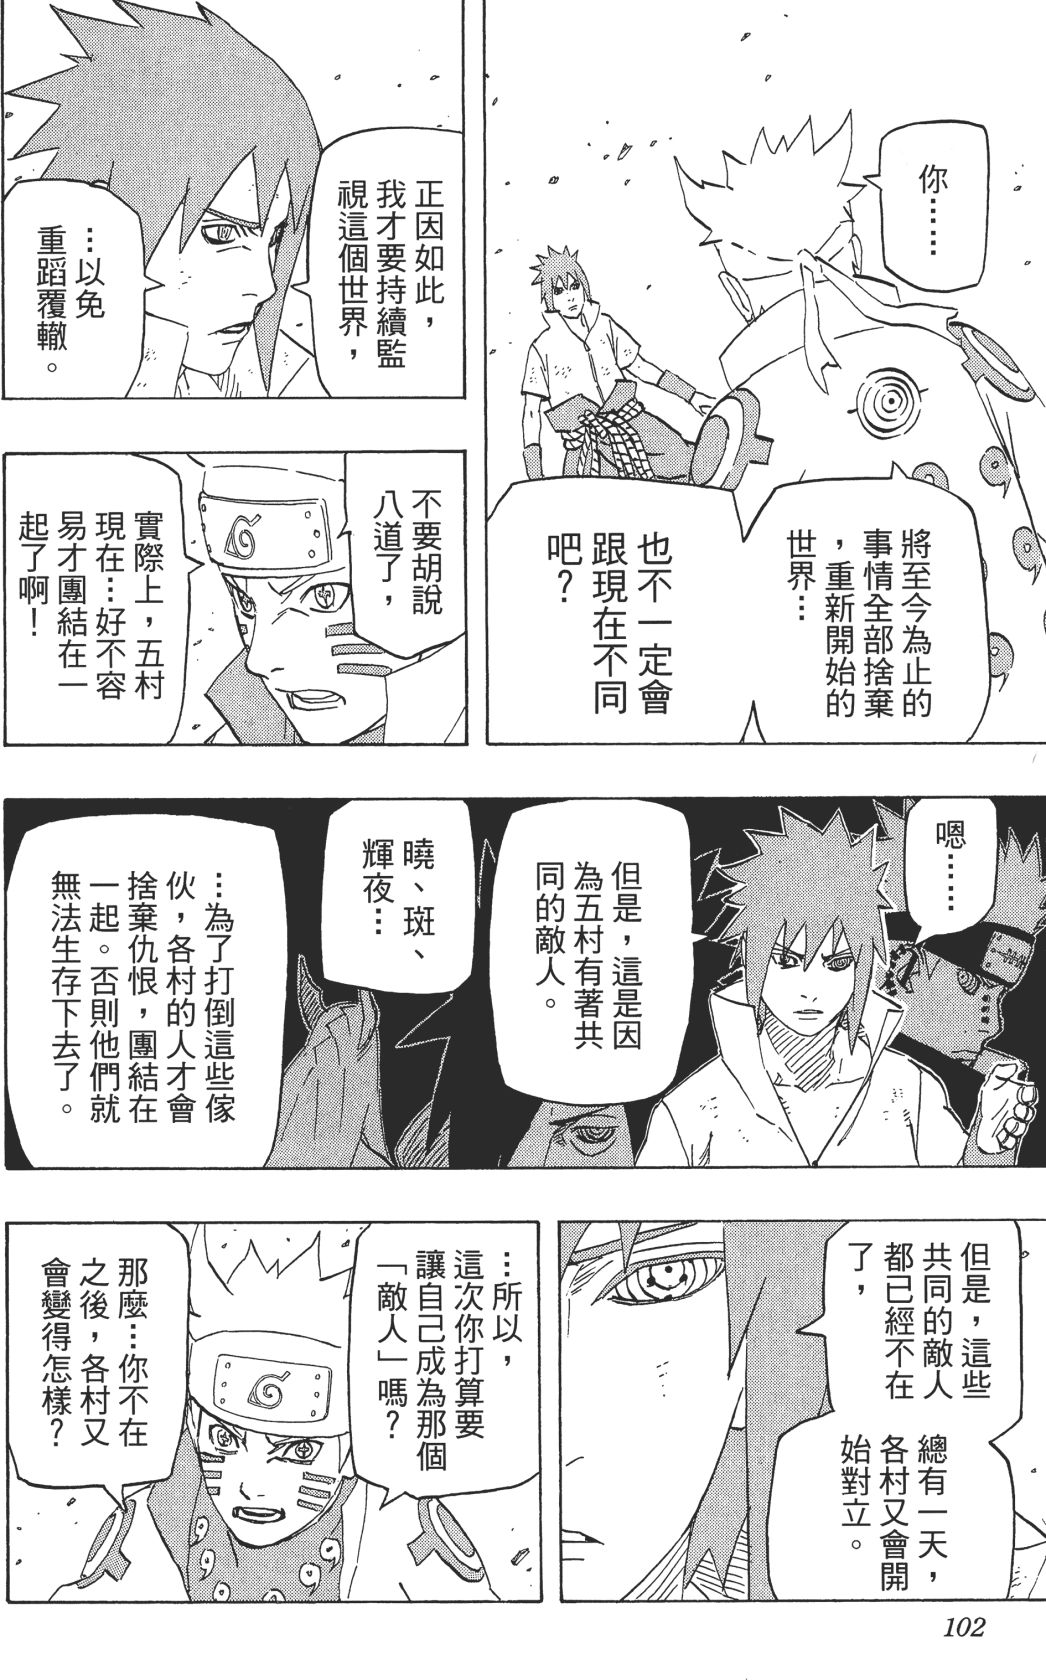 你……
將至今為止的
事情全部捨棄
，重新開始的
世界…
也不一定會
跟現在不同
吧？
正因如此，
我才要持續監
視這個世界，
…以免
重蹈覆轍。
不要胡說
八道了，
實際上，五村
現在…好不容
易才團結在一
起了啊！
嗯……
但是，這是因
為五村有著共
同的敵人。
曉、斑、
輝夜…
…為了打倒這些傢
伙，各村的人才會
捨棄仇恨，團結在
一起。否則他們就
無法生存下去了。
但是，這些
共同的敵人
都已經不在
了，
總有一天，
各村又會開
始對立。
…所以，
這次你打算要
讓自己成為那個
「敵人」嗎？
那麼…你不在
之後，各村又
會變得怎樣？
102